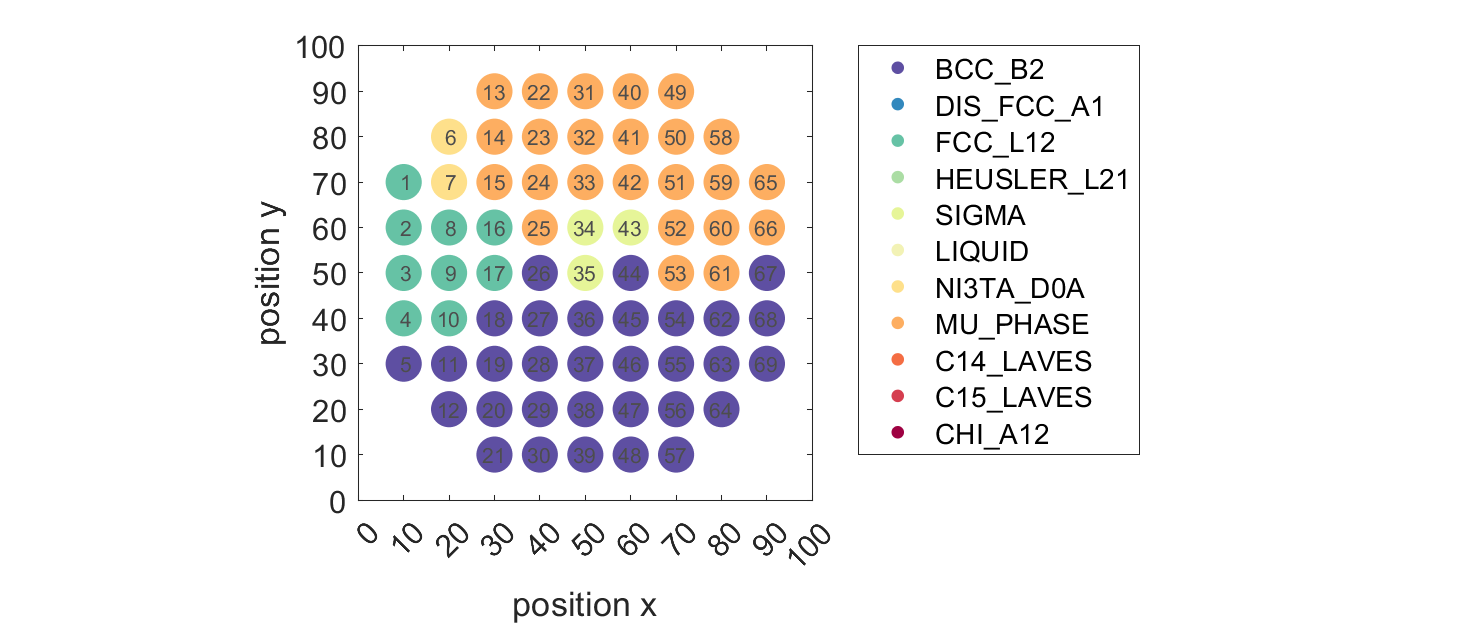 100
90
80
70
60
50
40
30
20
10
0
position y
13 22 31 40 49
6 14 23 32 41 50 58
1 7 15 24 33 42 51 59 65
2 8 16 25 34 43 52 60 66
3 9 17 26 35 44 53 61 67
4 10 18 27 36 45 54 62 68
5 11 19 28 37 46 55 63 69
12 20 29 38 47 56 64
21 30 39 48 57
0 10 20 30 40 50 60 70 80 90 100
position x
BCC_B2
DIS_FCC_A1
FCC_L12
HEUSLER_L21
SIGMA
LIQUID
NI3TA_D0A
MU_PHASE
C14_LAVES
C15_LAVES
CHI_A12